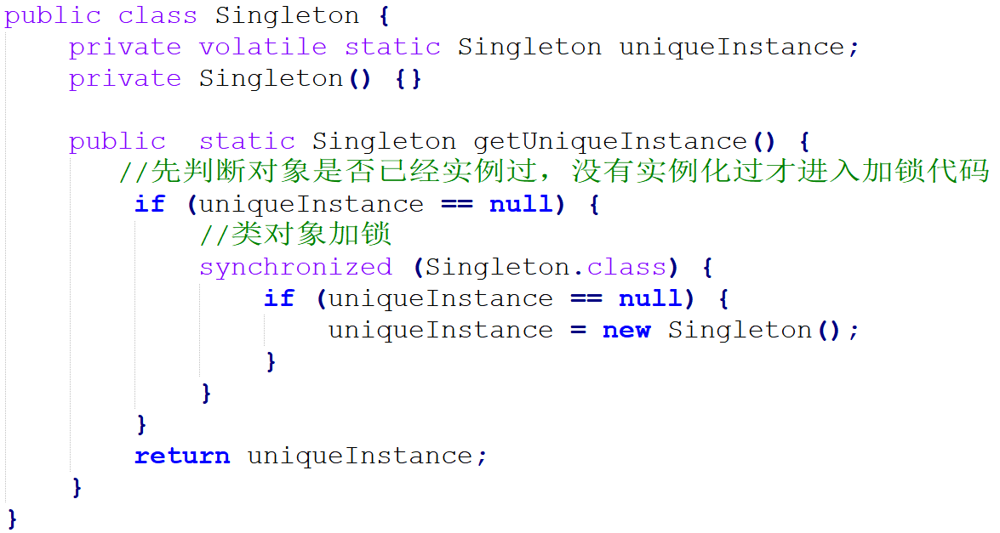 public class Singleton {
    private volatile static Singleton uniqueInstance;
    private Singleton() {}

    public  static Singleton getUniqueInstance() {
       //先判断对象是否已经实例过，没有实例化过才进入加锁代码
        if (uniqueInstance == null) {
            //类对象加锁
            synchronized (Singleton.class) {
                if (uniqueInstance == null) {
                    uniqueInstance = new Singleton();
                }
            }
        }
        return uniqueInstance;
    }
}